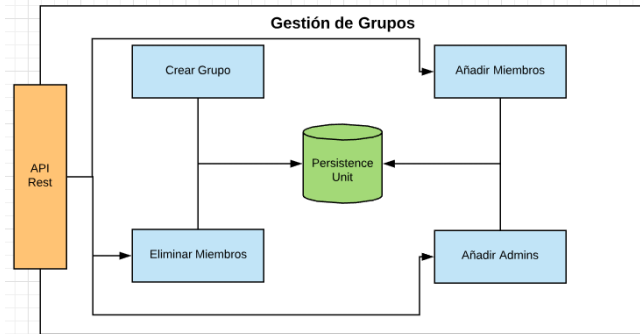 Gestión de Grupos
Crear Grupo
Añadir Miembros
API
Rest
Persistence
Unit
Eliminar Miembros
Añadir Admins